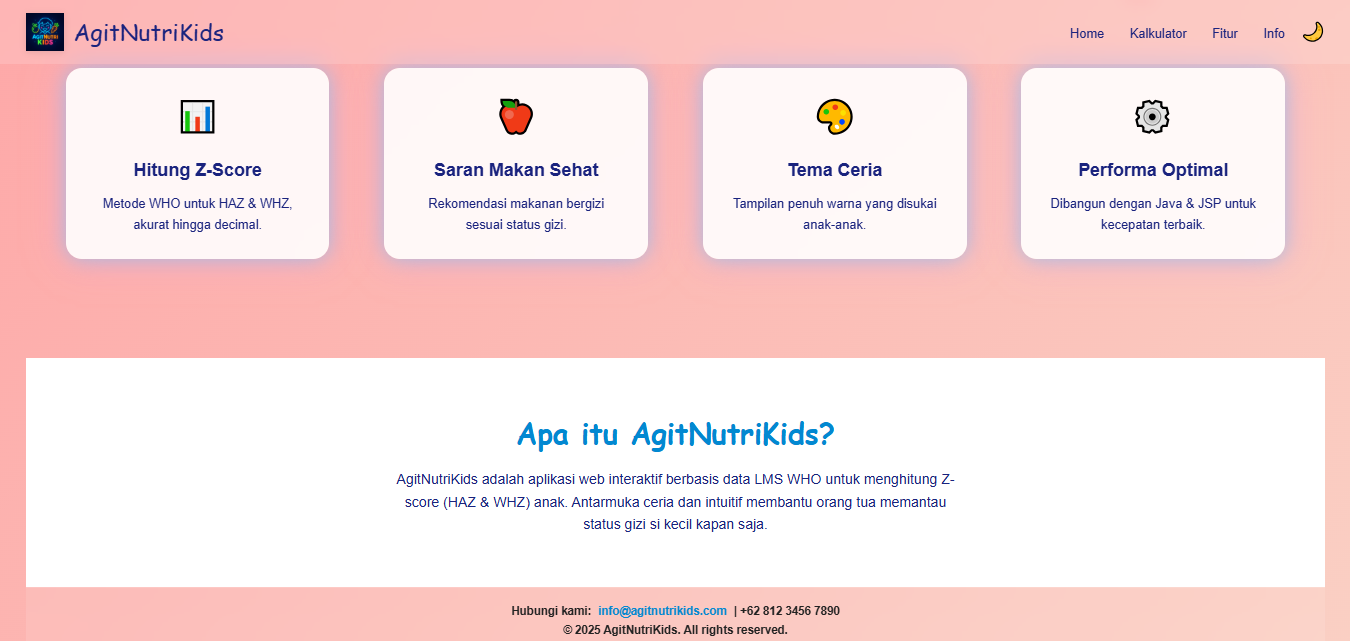 AGITNUTRI
KIDS
AgitNutriKids
Home
Kalkulator
Fitur
Info
Hitung Z-Score
Metode WHO untuk HAZ & WHZ,
akurat hingga decimal.
Saran Makan Sehat
Rekomendasi makanan bergizi
sesuai status gizi.
Tema Ceria
Tampilan penuh warna yang disukai
anak-anak.
Performa Optimal
Dibangun dengan Java & JSP untuk
kecepatan terbaik.
Apa itu AgitNutriKids?
AgitNutriKids adalah aplikasi web interaktif berbasis data LMS WHO untuk menghitung Z-
score (HAZ & WHZ) anak. Antarmuka ceria dan intuitif membantu orang tua memantau
status gizi si kecil kapan saja.
Hubungi kami: info@agitnutrikids.com | +62 812 3456 7890
© 2025 AgitNutriKids. All rights reserved.